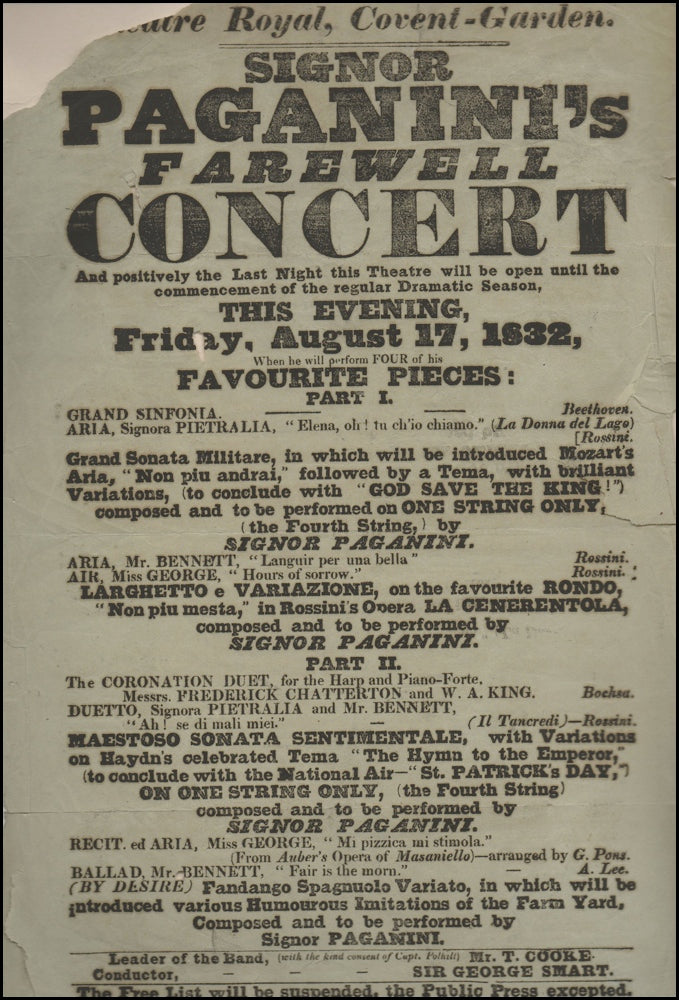 Royal, Covent-Garden.
SIGNOR
PAGANINI's
FAREWELL
CONCERT
And positively the Last Night this Theatre will be open until the
commencement of the regular Dramatic Season,
THIS EVENING,
Friday, August 17, 1832,
When he will perform FOUR of his
FAVOURITE PIECES:
PART I.
GRAND SINFONIA. —— —— Beethoven.
ARIA, Signora PIETRALIA, “Elena, oh! tu ch'io chiamo.” (La Donna del Lago)
[Rossini.
Grand Sonata Militare, in which will be introduced Mozart's
Aria, “Non piu andrai,” followed by a Tema, with brilliant
Variations, (to conclude with “GOD SAVE THE KING!”)
composed and to be performed on ONE STRING ONLY,
(the Fourth String,) by
SIGNOR PAGANINI.
ARIA, Mr. BENNETT, “Languir per una bella” Rossini.
AIR, Miss GEORGE, “Hours of sorrow.” Rossini.
LARGHETTO e VARIAZIONE, on the favourite RONDO,
“Non piu mesta,” in Rossini's Opera LA CENERENTOLA,
composed and to be performed by
SIGNOR PAGANINI.
PART II.
The CORONATION DUET, for the Harp and Piano-Forte,
Messrs. FREDERICK CHATTERTON and W. A. KING. Bochsa.
DUETTO, Signora PIETRALIA and Mr. BENNETT,
“Ah! se di mali miei.” — (Il Tancredi)—Rossini.
MAESTOSO SONATA SENTIMENTALE, with Variations
on Haydn's celebrated Tema “The Hymn to the Emperor,”
(to conclude with the National Air—“St. PATRICK's DAY,”)
ON ONE STRING ONLY, (the Fourth String)
composed and to be performed by
SIGNOR PAGANINI.
RECIT. ed ARIA, Miss GEORGE, “Mi pizzica mi stimola.”
(From Auber's Opera of Masaniello)—arranged by G. Pons.
BALLAD, Mr. BENNETT, “Fair is the morn.” — A. Lee.
(BY DESIRE) Fandango Spagnuolo Variato, in which will be
introduced various Humourous Imitations of the Farm Yard,
Composed and to be performed by
Signor PAGANINI.
Leader of the Band, (with the kind consent of Capt. Polhill) Mr. T. COOKE.
Conductor, — — — SIR GEORGE SMART.
The Free List will be suspended, the Public Press excepted.